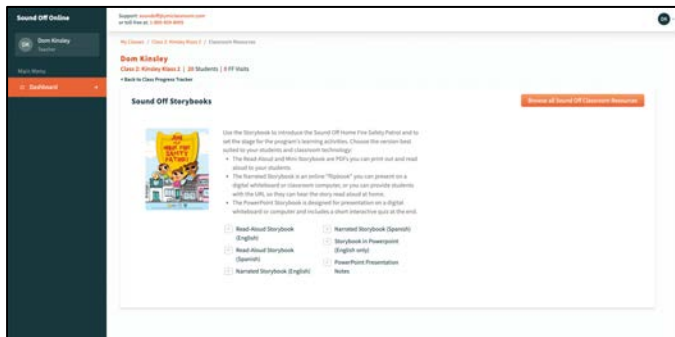 Sound Off Online
DK
Dom Kinsley
Teacher
Main Menu
Dashboard
or toll free at
DK
My Classes / Class 2: Kinsley Klass 2 / Classroom Resources
Dom Kinsley
Class 2: Kinsley Klass 2 | 20 Students | 0 FF Visits
< Back to Class Progress Tracker
Sound Off Storybooks
Browse all Sound Off Classroom Resources
Use the Storybook to introduce the Sound Off Home Fire Safety Patrol and to
set the stage for the program's learning activities. Choose the version best
suited to your students and classroom technology:
• The Read-Aloud and Mini-Storybook are PDFs you can print out and read
aloud to your students.
• The Narrated Storybook is an online "flipbook" you can present on a
digital whiteboard or classroom computer, or you can provide students
with the URL so they can hear the story read aloud at home.
• The PowerPoint Storybook is designed for presentation on a digital
whiteboard or computer and includes a short interactive quiz at the end.
Read-Aloud Storybook
(English)
Read-Aloud Storybook
(Spanish)
Narrated Storybook (English)
Narrated Storybook (Spanish)
Storybook in Powerpoint
(English only)
PowerPoint Presentation
Notes